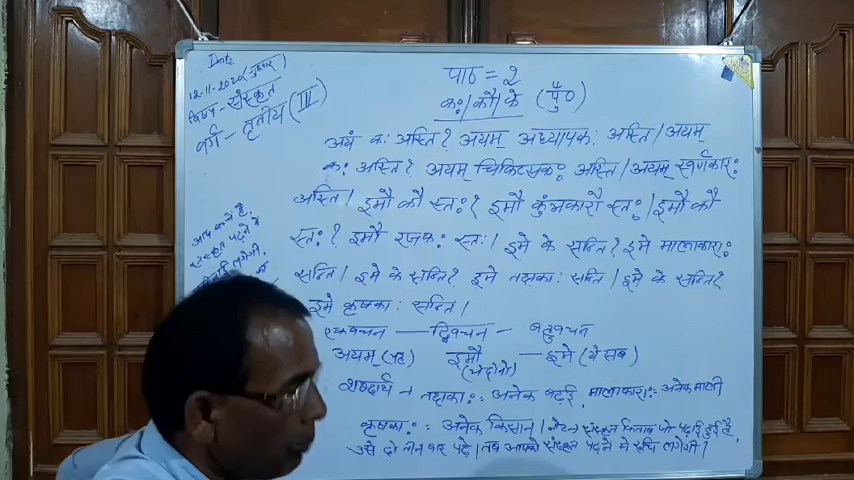 Date
12-11-2020 (गुरुवार)
विषय - संस्कृत
वर्ग - तृतीय (III)
पाठ = 2
कः/कौ/के (पुँ०)
अयं कः अस्ति? अयम् अध्यापकः अस्ति। अयम्
कः अस्ति? अयम् चिकित्सकः अस्ति। अयम् स्वर्णकारः
अस्ति। इमौ कौ स्तः? इमौ कुंभकारौ स्तः। इमौ कौ
स्तः? इमौ रजकः स्तः। इमे के सन्ति? इमे मालाकाराः
सन्ति। इमे के सन्ति? इमे तक्षकाः सन्ति। इमे के सन्ति?
इमे कृषकाः सन्ति।
एकवचन — द्विवचन - बहुवचन
अयम् (यह) इमौ — इमे (ये सब)
(ये दोनों)
शब्दार्थ → तक्षकाः : अनेक बढ़ई, मालाकाराः : अनेक माली
कृषकाः : अनेक किसान। नोट - संस्कृत किताब जो पढ़ाई हुई है,
उसे दो तीन बार पढ़े। तब आपको संस्कृत पढ़ने में रूचि लगेगी।
संस्कृत पढ़ने में
लगेगी,